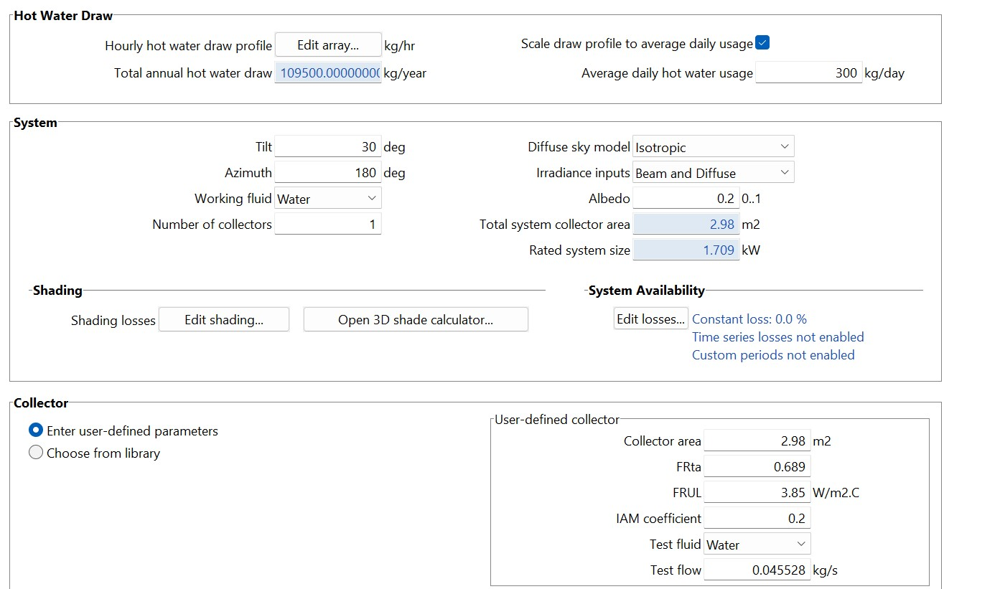 Hot Water Draw
Hourly hot water draw profile Edit array... kg/hr Scale draw profile to average daily usage
Total annual hot water draw 109500.00000000 kg/year Average daily hot water usage 300 kg/day
System
Tilt 30 deg Diffuse sky model Isotropic
Azimuth 180 deg Irradiance inputs Beam and Diffuse
Working fluid Water Albedo 0.2 0..1
Number of collectors 1 Total system collector area 2.98 m2
Rated system size 1.709 kW
Shading System Availability
Shading losses Edit shading... Open 3D shade calculator... Edit losses... Constant loss: 0.0 %
Time series losses not enabled
Custom periods not enabled
Collector
User-defined collector
Enter user-defined parameters Collector area 2.98 m2
Choose from library
FRta 0.689
FRUL 3.85 W/m2.C
IAM coefficient 0.2
Test fluid Water
Test flow 0.045528 kg/s